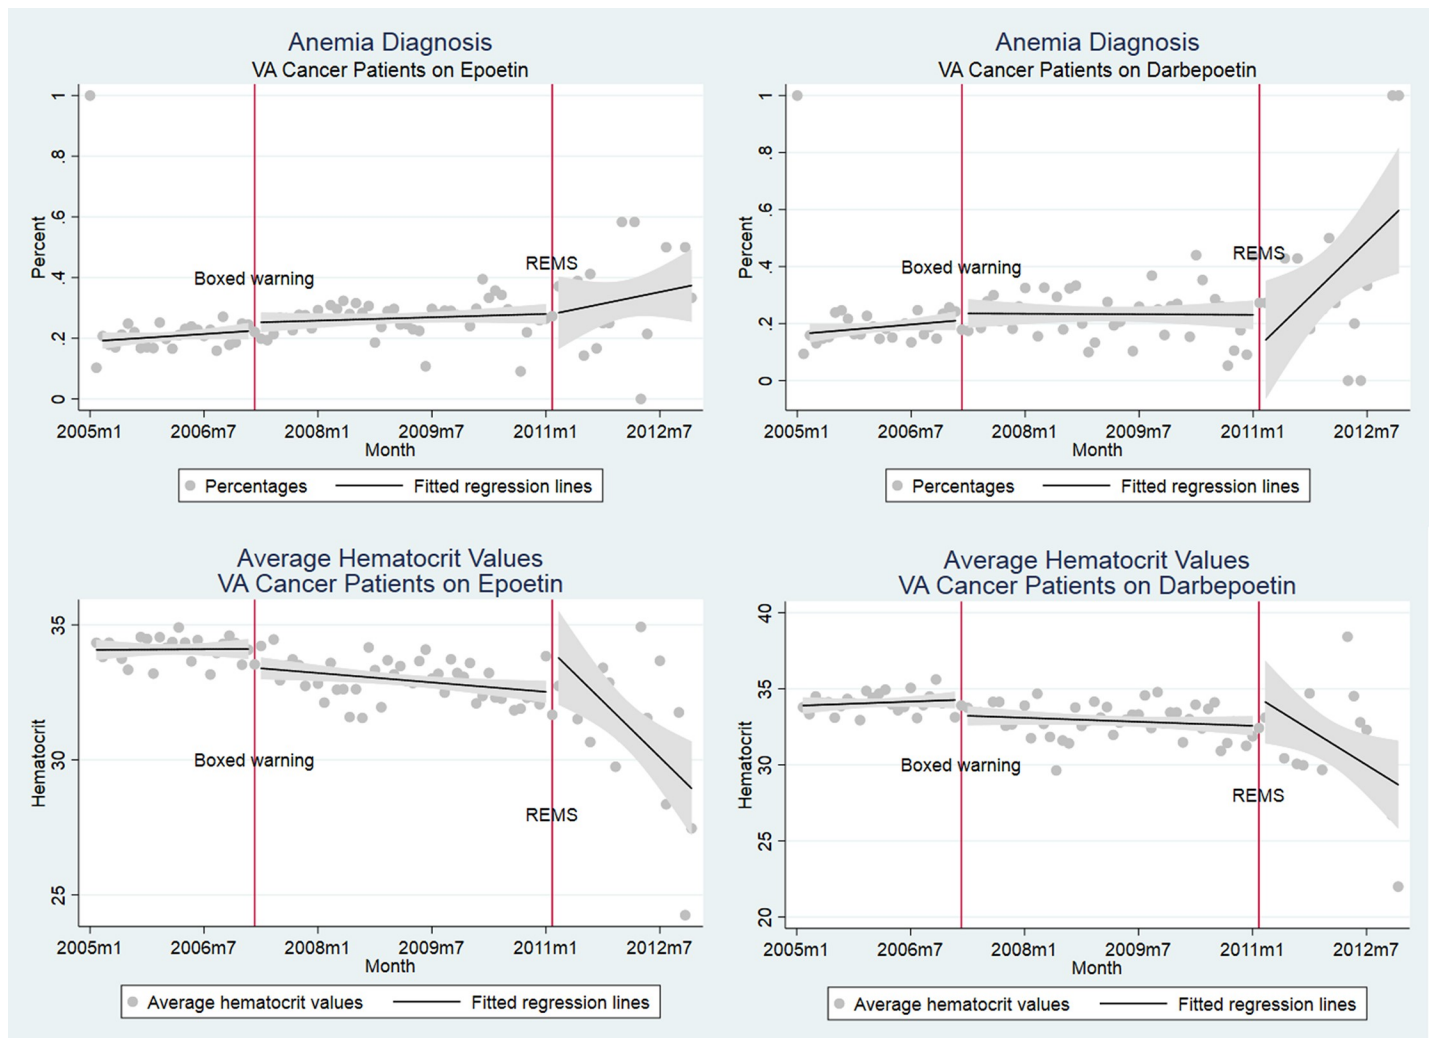 Anemia Diagnosis
VA Cancer Patients on Epoetin
Percent
1
.8
.6
.4
.2
0
Boxed warning
REMS
2005m1 2006m7 2008m1 2009m7 2011m1 2012m7
Month
Percentages Fitted regression lines
Anemia Diagnosis
VA Cancer Patients on Darbepoetin
Percent
1
.8
.6
.4
.2
0
Boxed warning
REMS
2005m1 2006m7 2008m1 2009m7 2011m1 2012m7
Month
Percentages Fitted regression lines
Average Hematocrit Values
VA Cancer Patients on Epoetin
Hematocrit
35
30
25
Boxed warning
REMS
2005m1 2006m7 2008m1 2009m7 2011m1 2012m7
Month
Average hematocrit values Fitted regression lines
Average Hematocrit Values
VA Cancer Patients on Darbepoetin
Hematocrit
40
35
30
25
20
Boxed warning
REMS
2005m1 2006m7 2008m1 2009m7 2011m1 2012m7
Month
Average hematocrit values Fitted regression lines